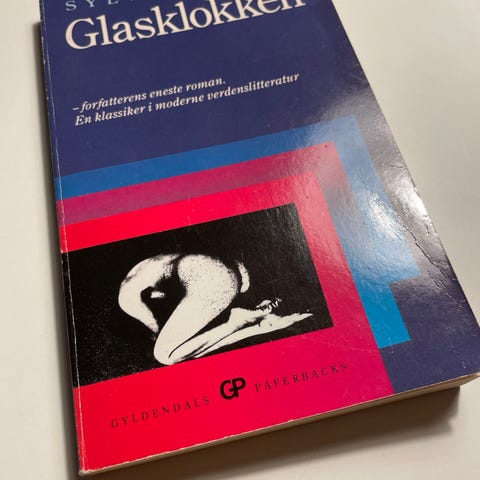 Glasklokken
–forfatterens eneste roman.
En klassiker i moderne verdenslitteratur
GYLDENDALS GP PAPERBACKS